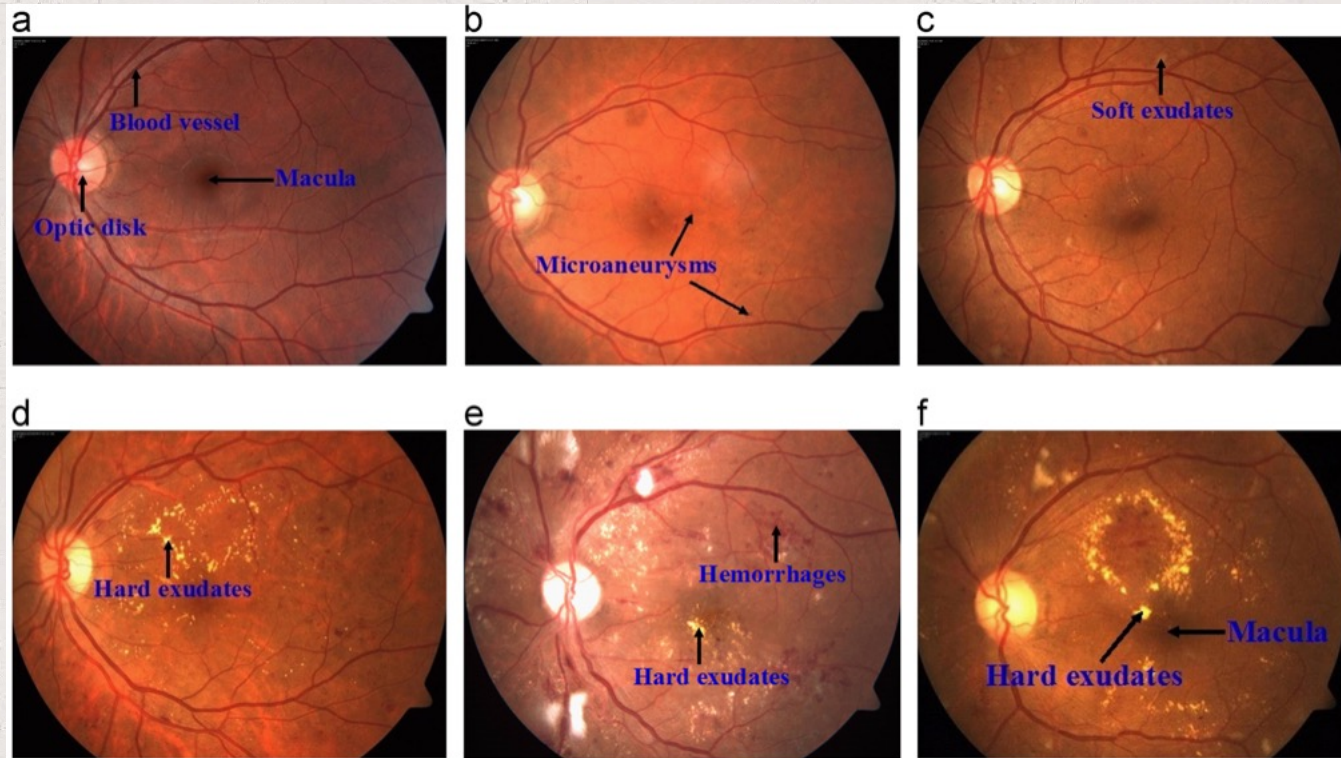 a
b
c
Blood vessel
Macula
Optic disk
Microaneurysms
Soft exudates
d
e
f
Hard exudates
Hemorrhages
Hard exudates
Macula
Hard exudates